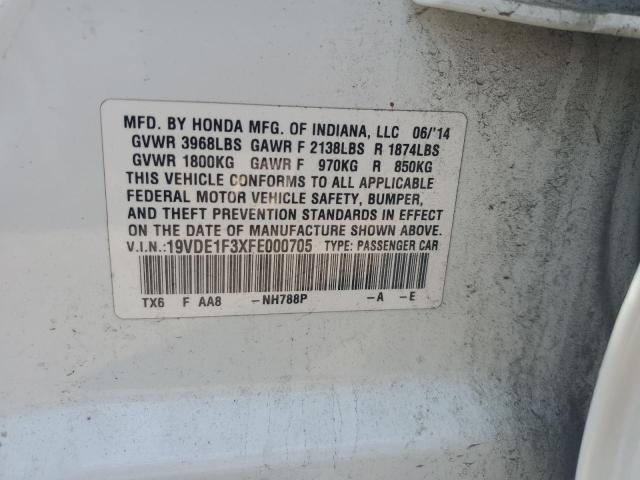 MFD. BY HONDA MFG. OF INDIANA, LLC 06/'14
GVWR 3968LBS GAWR F 2138LBS R 1874LBS
GVWR 1800KG GAWR F 970KG R 850KG
THIS VEHICLE CONFORMS TO ALL APPLICABLE
FEDERAL MOTOR VEHICLE SAFETY, BUMPER,
AND THEFT PREVENTION STANDARDS IN EFFECT
ON THE DATE OF MANUFACTURE SHOWN ABOVE.
V.I.N.:19VDE1F3XFE000705 TYPE: PASSENGER CAR
TX6 F AA8 -NH788P -A -E